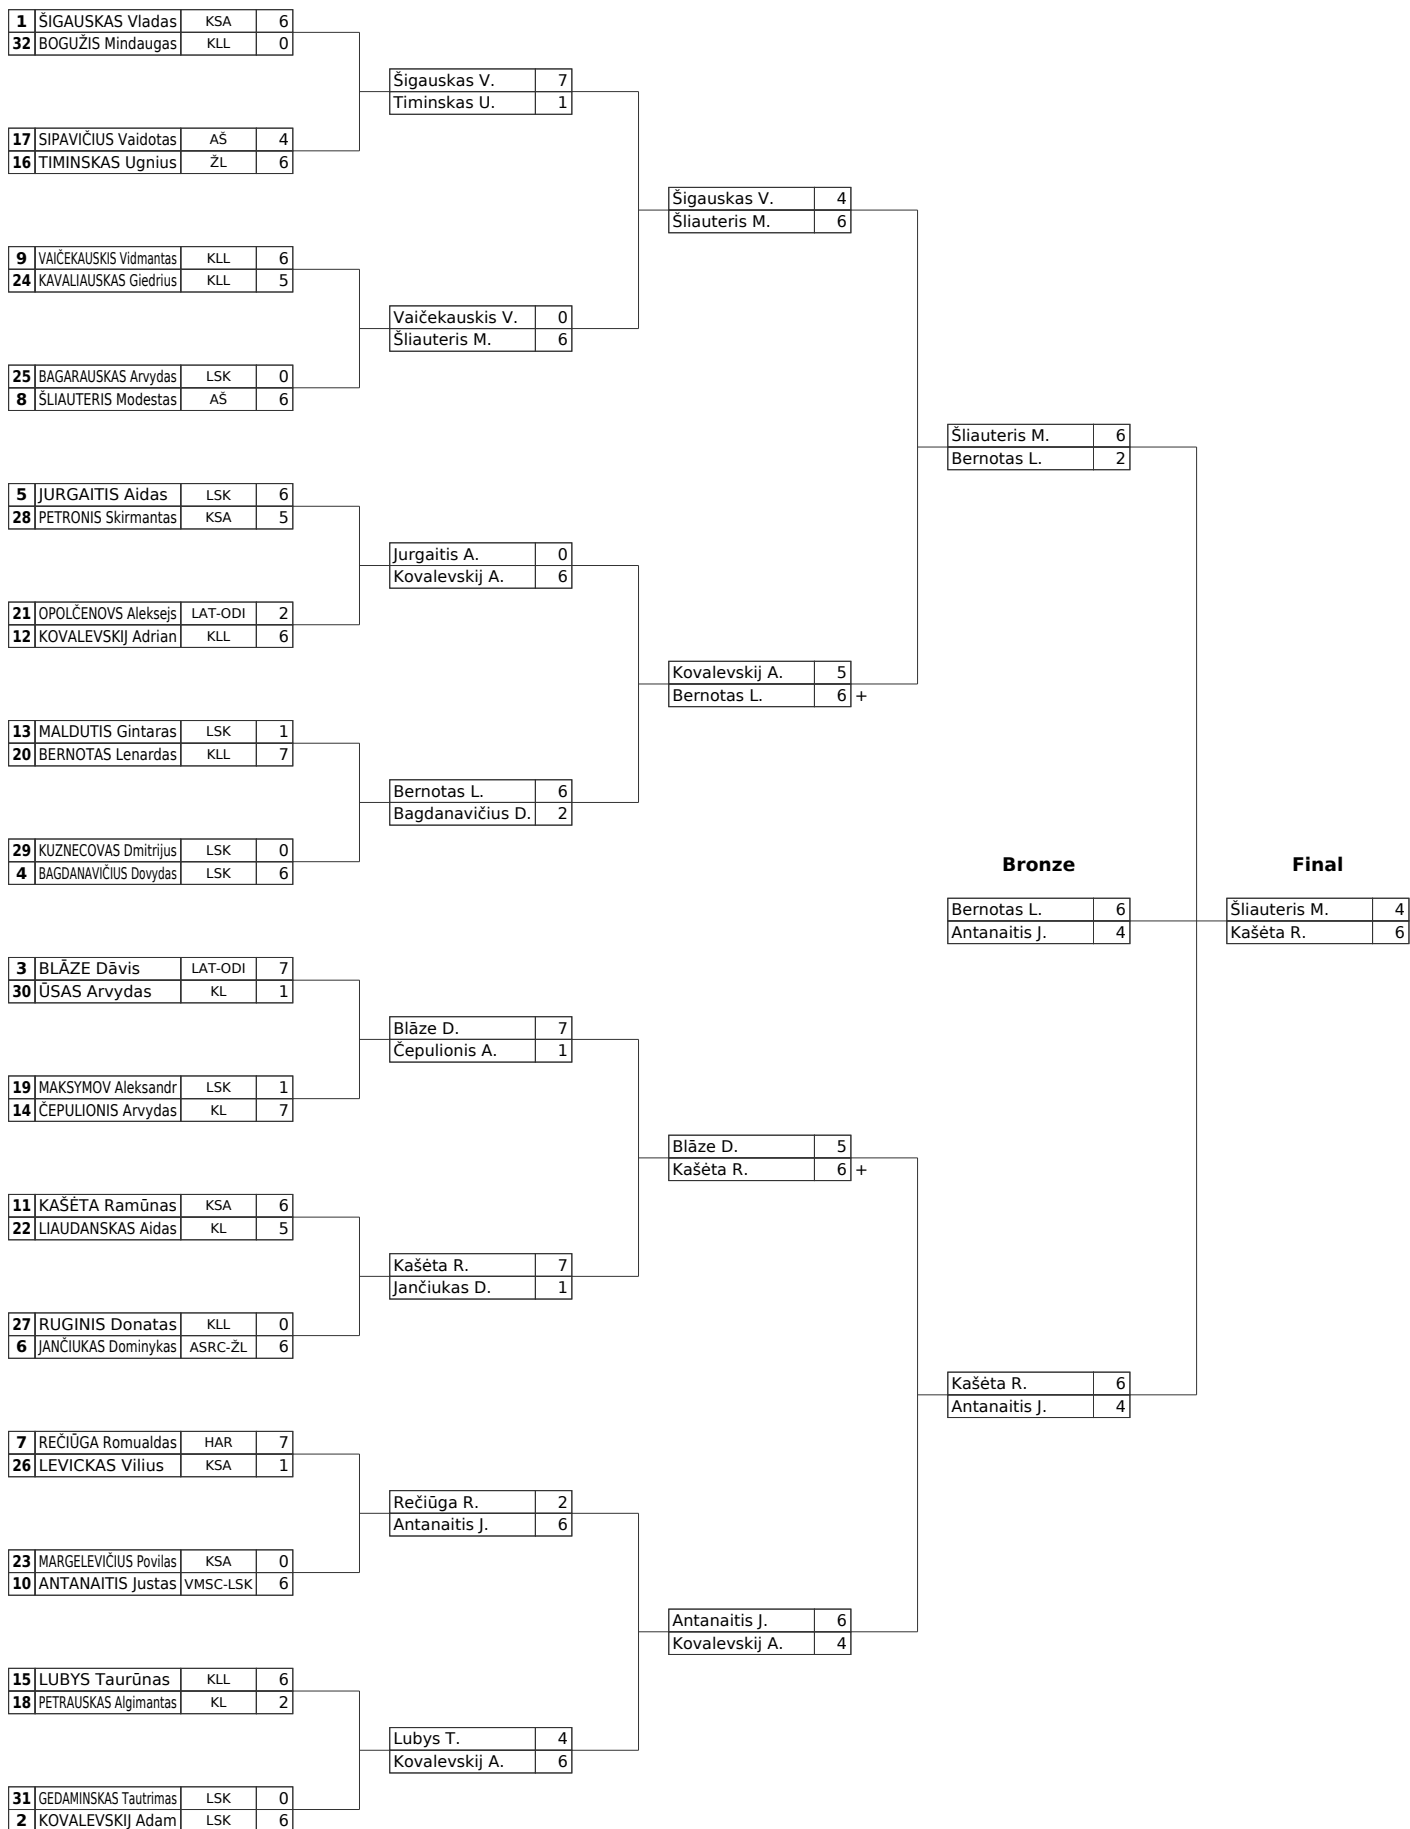 1 ŠIGAUSKAS Vladas KSA 6
32 BOGUŽIS Mindaugas KLL 0
Šigauskas V. 7
Timinskas U. 1
17 SIPAVIČIUS Vaidotas AŠ 4
16 TIMINSKAS Ugnius ŽL 6
Šigauskas V. 4
Šliauteris M. 6
9 VAIČEKAUSKIS Vidmantas KLL 6
24 KAVALIAUSKAS Giedrius KLL 5
Vaičekauskis V. 0
Šliauteris M. 6
25 BAGARAUSKAS Arvydas LSK 0
8 ŠLIAUTERIS Modestas AŠ 6
Šliauteris M. 6
Bernotas L. 2
5 JURGAITIS Aidas LSK 6
28 PETRONIS Skirmantas KSA 5
Jurgaitis A. 0
Kovalevskij A. 6
21 OPOLČENOVS Aleksejs LAT-ODI 2
12 KOVALEVSKIJ Adrian KLL 6
Kovalevskij A. 5
Bernotas L. 6 +
13 MALDUTIS Gintaras LSK 1
20 BERNOTAS Lenardas KLL 7
Bernotas L. 6
Bagdanavičius D. 2
29 KUZNECOVAS Dmitrijus LSK 0
4 BAGDANAVIČIUS Dovydas LSK 6
Bronze Final
Bernotas L. 6 Šliauteris M. 4
Antanaitis J. 4 Kašėta R. 6
3 BLĀZE Dāvis LAT-ODI 7
30 ŪSAS Arvydas KL 1
Blāze D. 7
Čepulionis A. 1
19 MAKSYMOV Aleksandr LSK 1
14 ČEPULIONIS Arvydas KL 7
Blāze D. 5
Kašėta R. 6 +
11 KAŠĖTA Ramūnas KSA 6
22 LIAUDANSKAS Aidas KL 5
Kašėta R. 7
Jančiukas D. 1
27 RUGINIS Donatas KLL 0
6 JANČIUKAS Dominykas ASRC-ŽL 6
Kašėta R. 6
Antanaitis J. 4
7 REČIŪGA Romualdas HAR 7
26 LEVICKAS Vilius KSA 1
Rečiūga R. 2
Antanaitis J. 6
23 MARGELEVIČIUS Povilas KSA 0
10 ANTANAITIS Justas VMSC-LSK 6
Antanaitis J. 6
Kovalevskij A. 4
15 LUBYS Taurūnas KLL 6
18 PETRAUSKAS Algimantas KL 2
Lubys T. 4
Kovalevskij A. 6
31 GEDAMINSKAS Tautrimas LSK 0
2 KOVALEVSKIJ Adam LSK 6